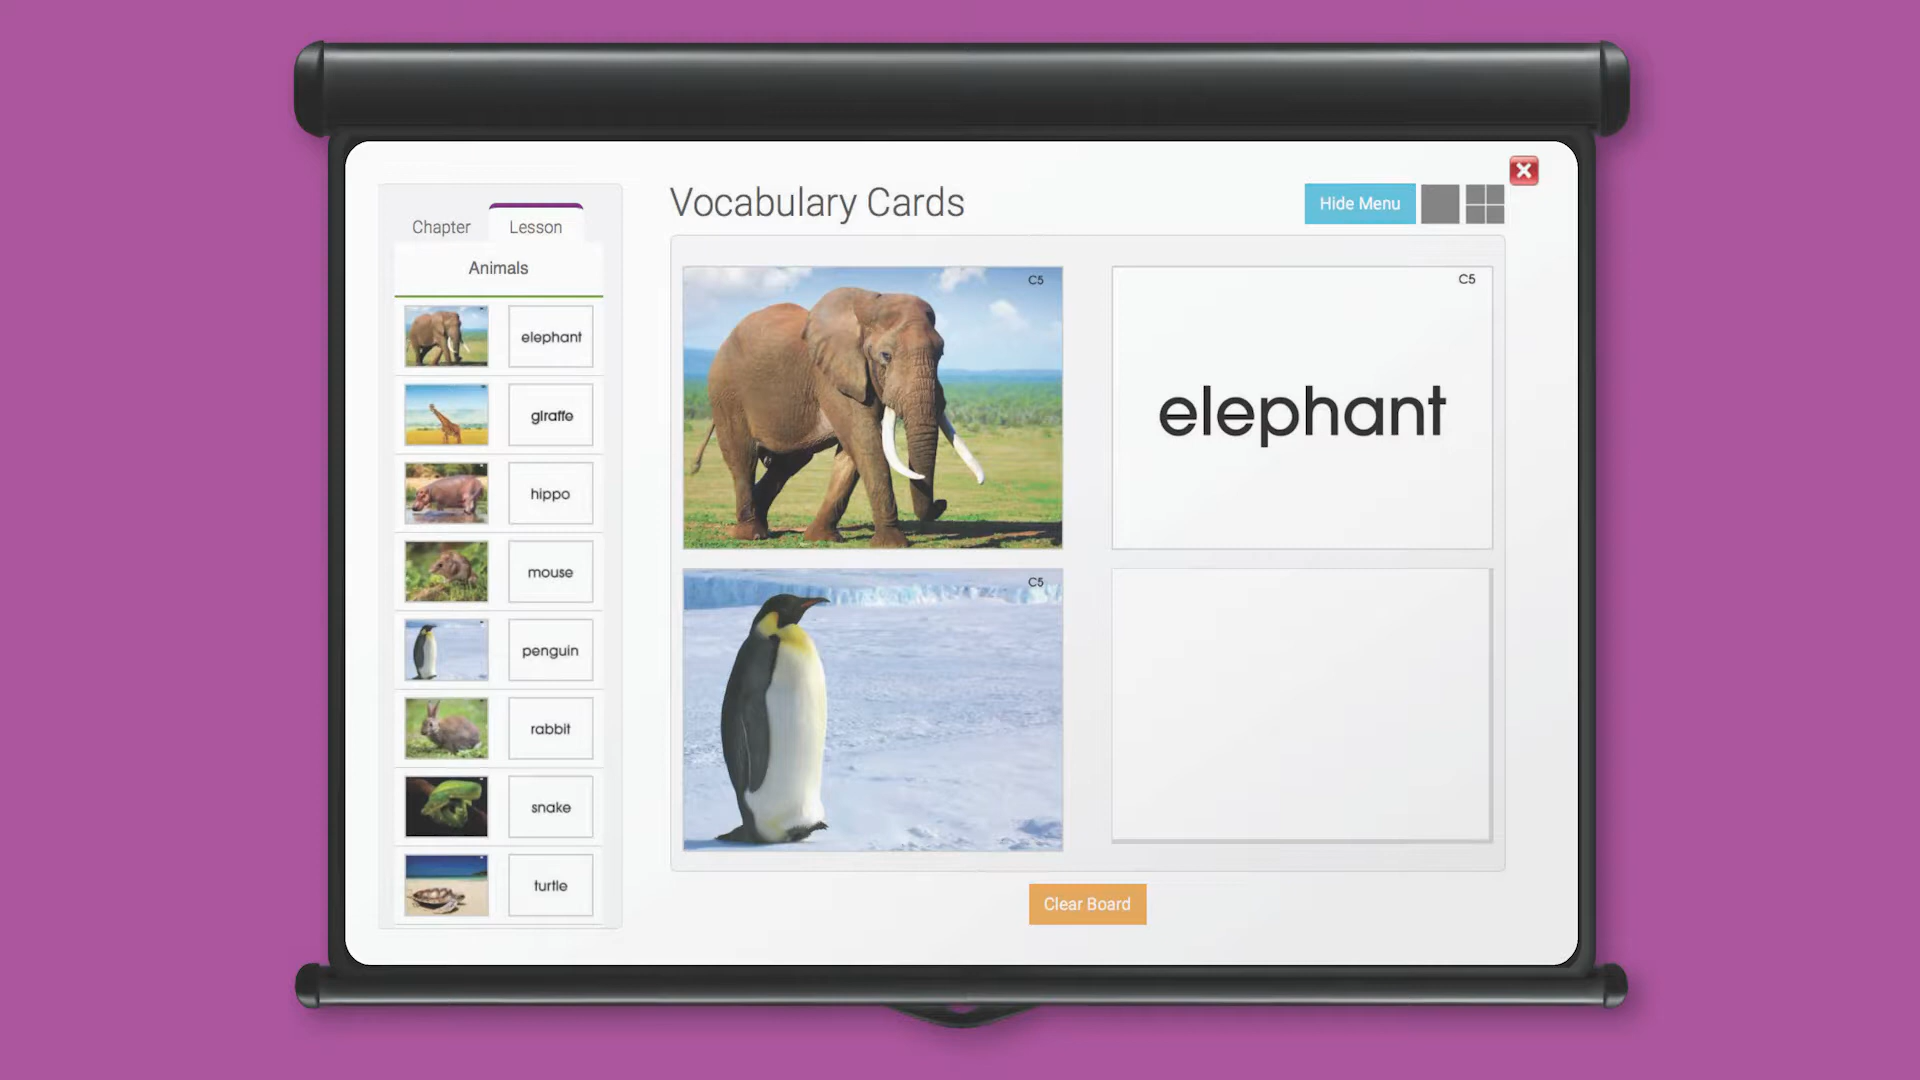 Vocabulary Cards
Hide Menu
Chapter
Lesson
Animals
elephant
giraffe
hippo
mouse
penguin
rabbit
snake
turtle
C5
C5
elephant
C5
Clear Board